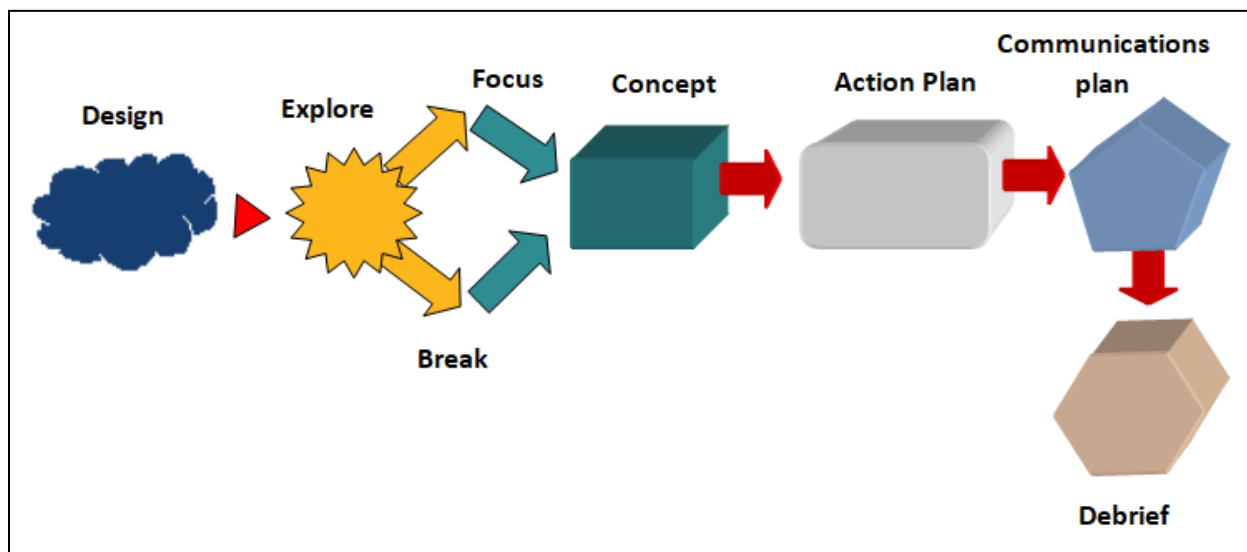 Design
Explore
Focus
Break
Concept
Action Plan
Communications
plan
Debrief